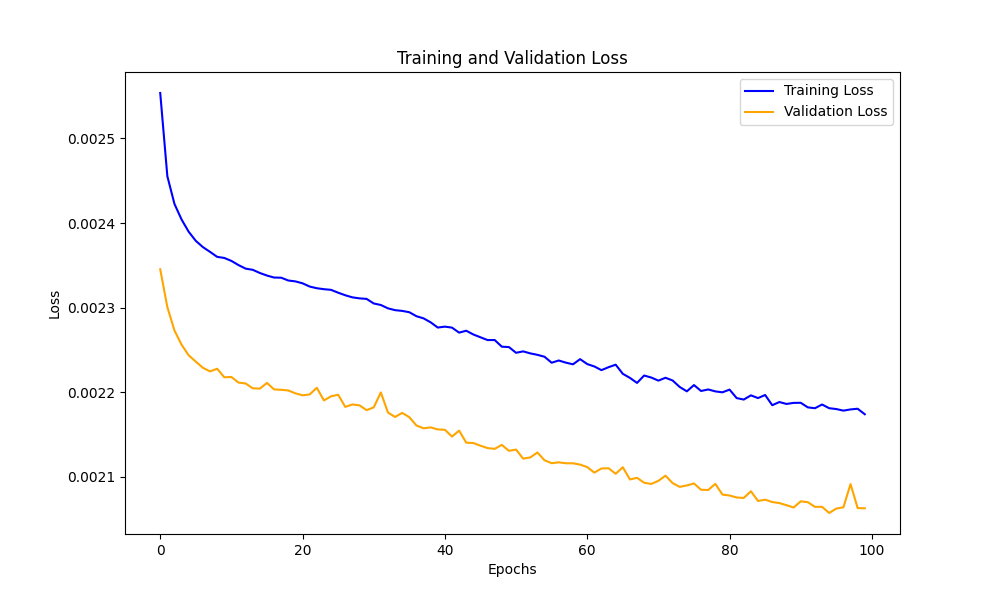 Training and Validation Loss
Training Loss
Validation Loss
0.0025
0.0024
0.0023
0.0022
0.0021
Loss
0 20 40 60 80 100
Epochs